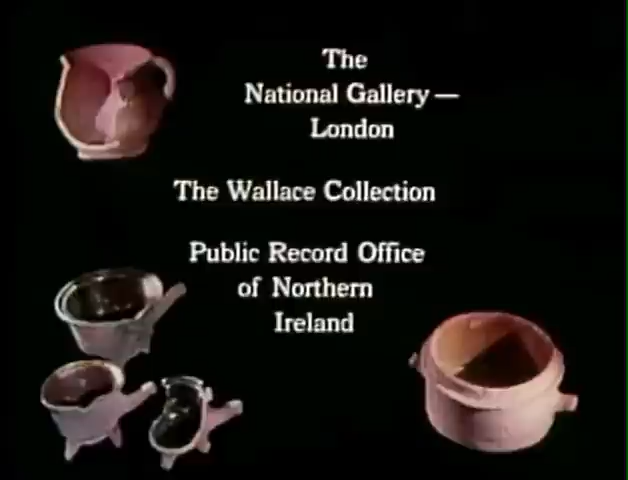 The
National Gallery —
London
The Wallace Collection
Public Record Office
of Northern
Ireland